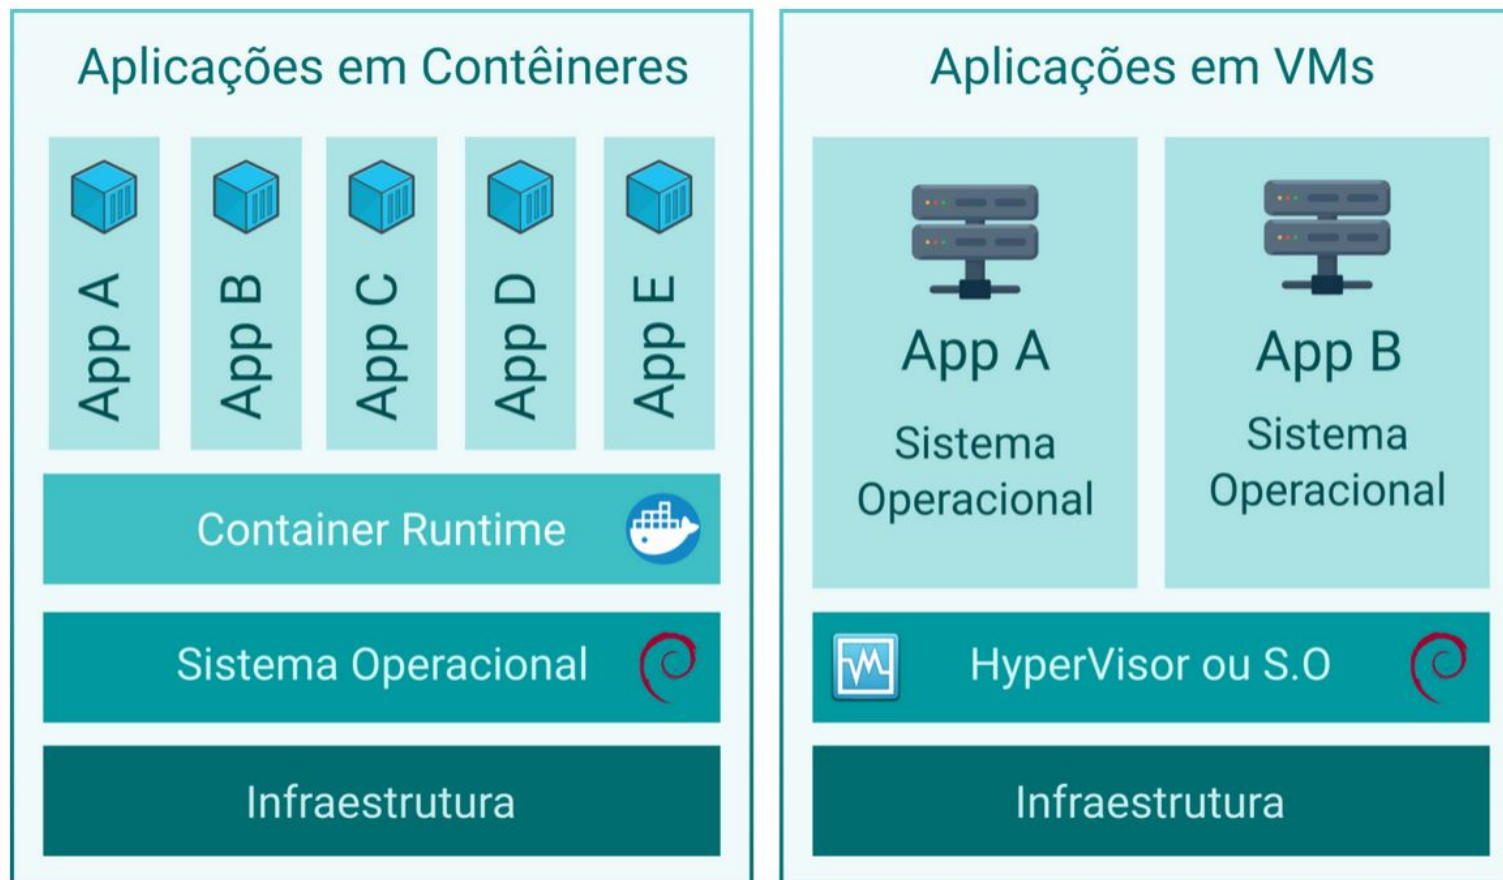 Aplicações em Contêineres
App A
App B
App C
App D
App E
Container Runtime
Sistema Operacional
Infraestrutura
Aplicações em VMs
App A
Sistema
Operacional
App B
Sistema
Operacional
HyperVisor ou S.O
Infraestrutura